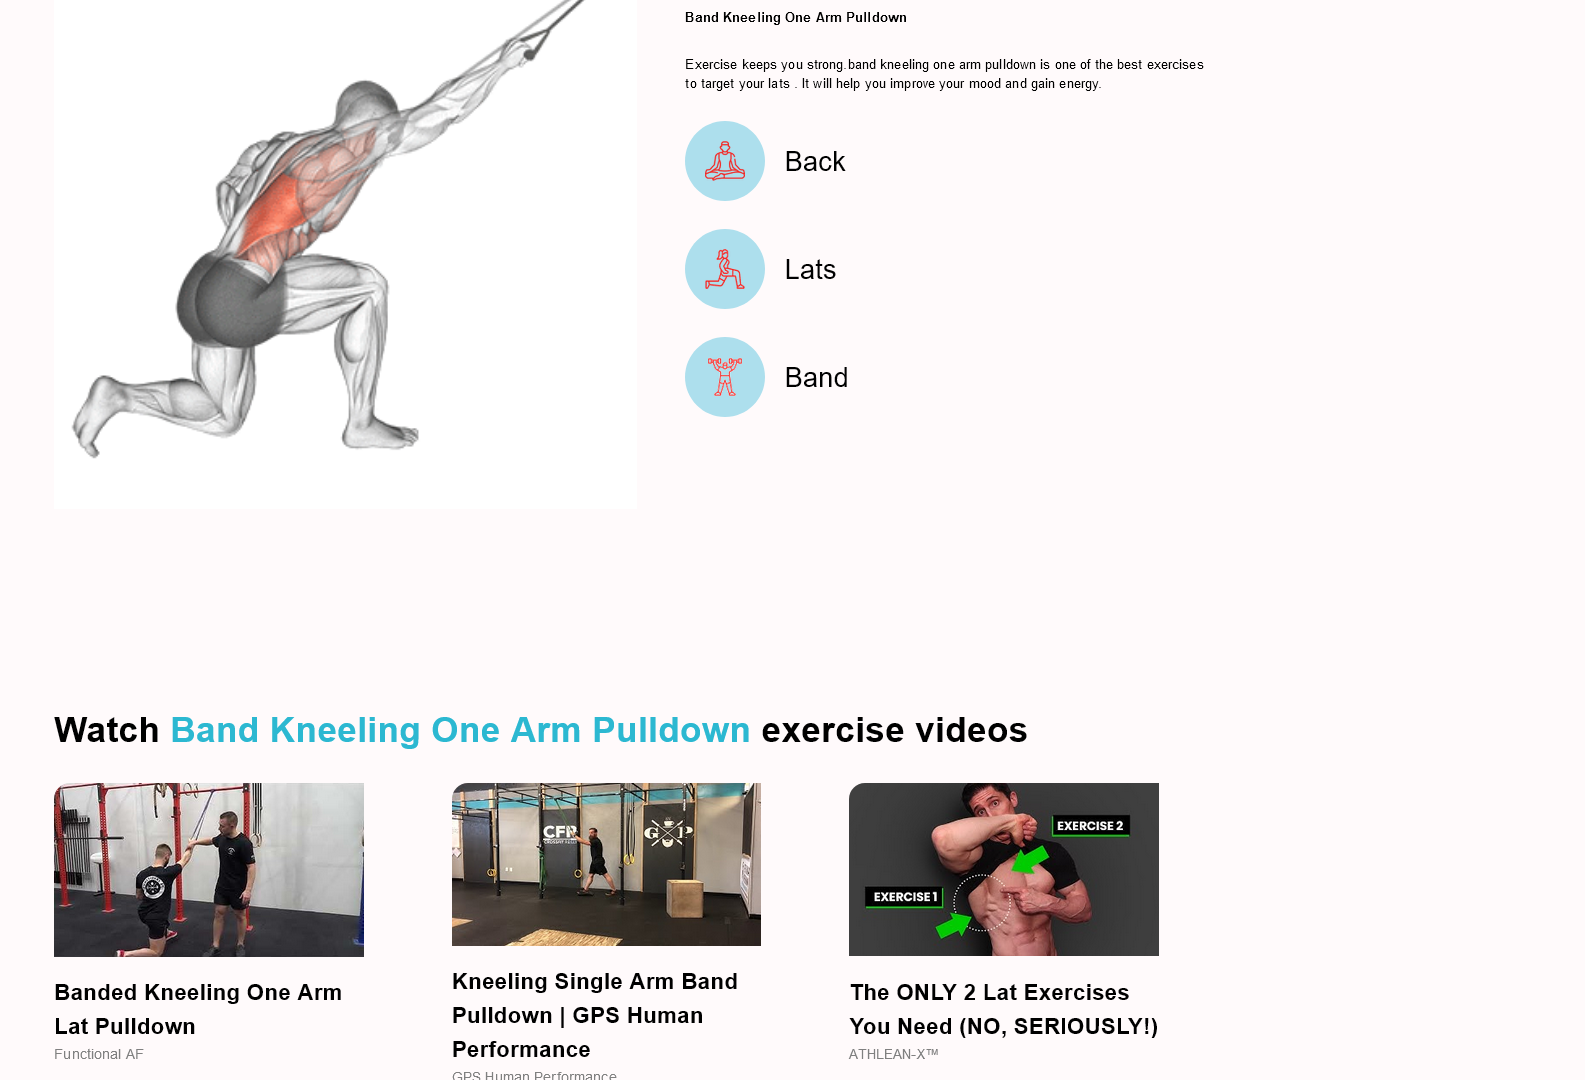 Band Kneeling One Arm Pulldown
Exercise keeps you strong.band kneeling one arm pulldown is one of the best exercises
to target your lats . It will help you improve your mood and gain energy.
Back
Lats
Band
Watch Band Kneeling One Arm Pulldown exercise videos
CFP
G P
EXERCISE 2
EXERCISE 1
Banded Kneeling One Arm
Lat Pulldown
Functional AF
Kneeling Single Arm Band
Pulldown | GPS Human
Performance
GPS Human Performance
The ONLY 2 Lat Exercises
You Need (NO, SERIOUSLY!)
ATHLEAN-X™